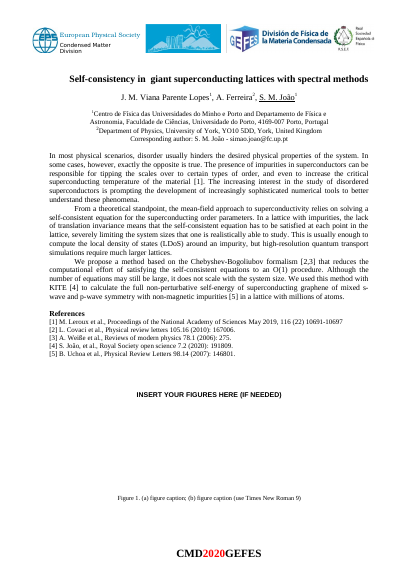 European Physical Society
Condensed Matter
Division
EPS
GEFES
División de Física de
la Materia Condensada
Real
Sociedad
Española de
Física
Self-consistency in giant superconducting lattices with spectral methods
J. M. Viana Parente Lopes1, A. Ferreira2, S. M. João1
1Centro de Física das Universidades do Minho e Porto and Departamento de Física e
Astronomia, Faculdade de Ciências, Universidade do Porto, 4169-007 Porto, Portugal
2Department of Physics, University of York, YO10 5DD, York, United Kingdom
Corresponding author: S. M. João - simao.joao@fc.up.pt
In most physical scenarios, disorder usually hinders the desired physical properties of the system. In
some cases, however, exactly the opposite is true. The presence of impurities in superconductors can be
responsible for tipping the scales over to certain types of order, and even to increase the critical
superconducting temperature of the material [1]. The increasing interest in the study of disordered
superconductors is prompting the development of increasingly sophisticated numerical tools to better
understand these phenomena.
From a theoretical standpoint, the mean-field approach to superconductivity relies on solving a
self-consistent equation for the superconducting order parameters. In a lattice with impurities, the lack
of translation invariance means that the self-consistent equations have to be satisfied at each point in the
lattice, severely limiting the system sizes that one is realistically able to study. This is usually enough to
compute the local density of states (LDoS) around an impurity, but high-resolution quantum transport
simulations require much larger lattices.
We propose a method based on the Chebyshev-Bogoliubov formalism [2,3] that reduces the
computational effort of satisfying the self-consistent equations to an O(1) procedure. Although the
number of equations may still be large, it does not scale with the system size. We used this method with
KITE [4] to calculate the full non-perturbative self-energy of superconducting graphene of mixed s-
wave and p-wave symmetry with non-magnetic impurities [5] in a lattice with millions of atoms.
References
[1] M. Leroux et al., Proceedings of the National Academy of Sciences May 2019, 116 (22) 10691-10697
[2] L. Covaci et al., Physical review letters 105.16 (2010): 167006.
[3] A. Weiße et al., Reviews of modern physics 78.1 (2006): 275.
[4] S. João, et al., Royal Society open science 7.2 (2020): 191809.
[5] B. Uchoa et al., Physical Review Letters 98.14 (2007): 146801.
INSERT YOUR FIGURES HERE (IF NEEDED)
Figure 1. (a) figure caption; (b) figure caption (use Times New Roman 9)
CMD2020GEFES